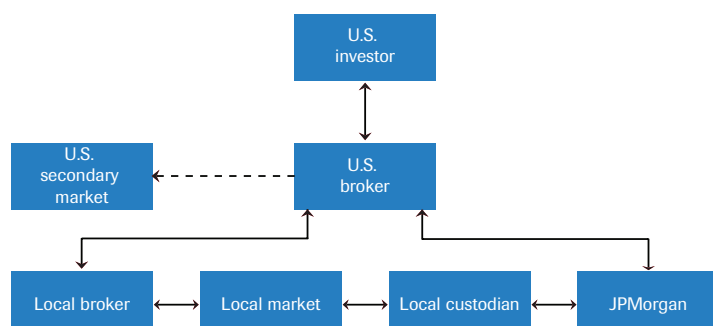 U.S.
investor
U.S.
secondary
market
U.S.
broker
Local broker
Local market
Local custodian
JPMorgan